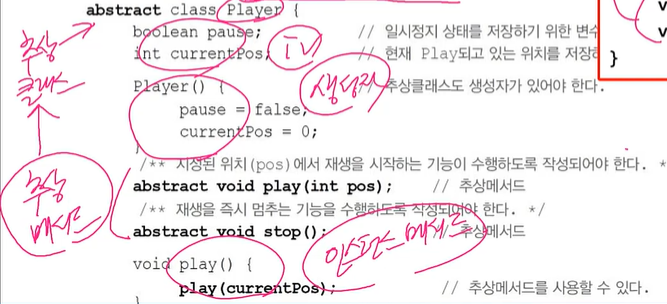 abstract class Player {
boolean pause; // 일시정지 상태를 저장하기 위한 변수
int currentPos; // 현재 Play되고 있는 위치를 저장하
iv
추상
클래스
Player() { // 추상클래스도 생성자가 있어야 한다.
생성자
pause = false;
currentPos = 0;
}
/** 지정된 위치(pos)에서 재생을 시작하는 기능이 수행하도록 작성되어야 한다. *
abstract void play(int pos); // 추상메서드
추상
메서드
/** 재생을 즉시 멈추는 기능을 수행하도록 작성되어야 한다. */
abstract void stop(); // 추상메서드
인스턴스 메서드
void play() {
play(currentPos); // 추상메서드를 사용할 수 있다.
}
v
v
}